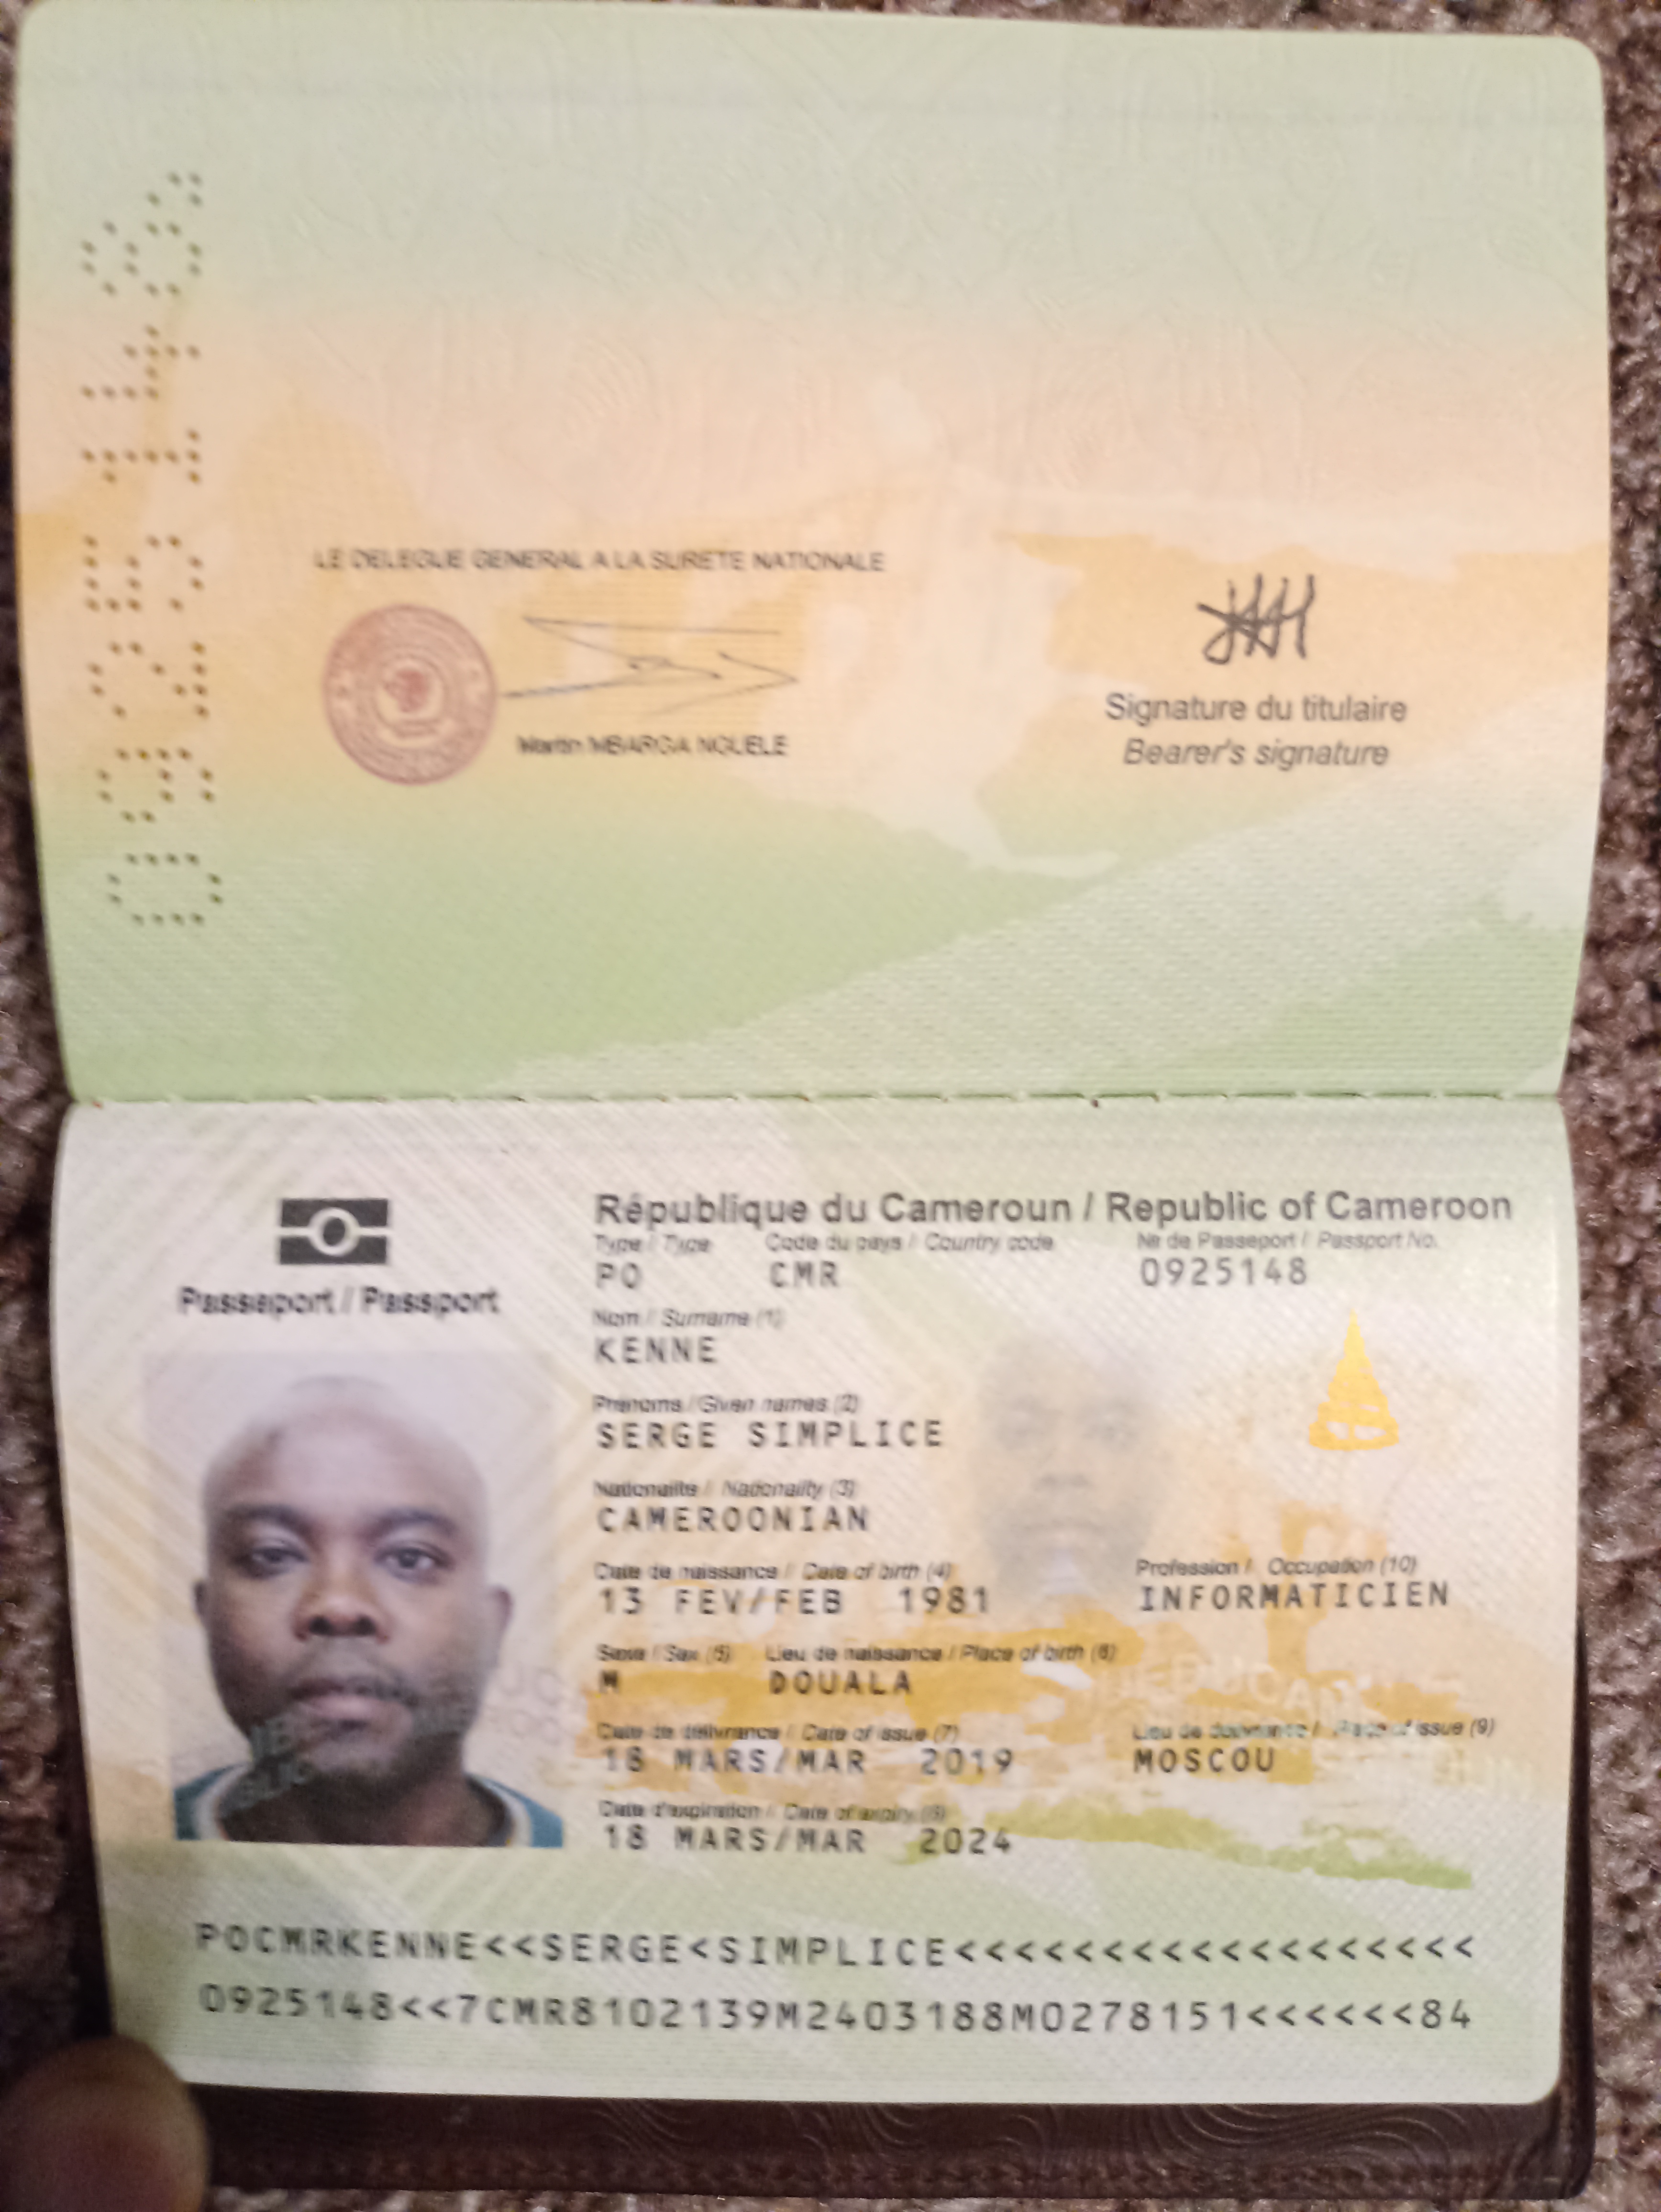 0925148
LE DELEGUE GENERAL A LA SURETE NATIONALE
Martin MBARGA NGUELE
Signature du titulaire
Bearer's signature
République du Cameroun / Republic of Cameroon
Type / Type Code du pays / Country code Nr de Passeport / Passport No.
PO CMR 0925148
Passeport / Passport
Nom / Surname (1)
KENNE
Prénoms / Given names (2)
SERGE SIMPLICE
Nationalité / Nationality (3)
CAMEROONIAN
Date de naissance / Date of birth (4) Profession / Occupation (10)
13 FEV/FEB 1981 INFORMATICIEN
Sexe / Sex (5) Lieu de naissance / Place of birth (6)
M DOUALA
Date de délivrance / Date of issue (7) Lieu de délivrance / Place of issue (9)
18 MARS/MAR 2019 MOSCOU
Date d'expiration / Date of expiry (8)
18 MARS/MAR 2024
POCMRKENNE<<SERGE<SIMPLICE<<<<<<<<<<<<<<<<<<
0925148<<7CMR8102139M2403188M0278151<<<<<<84